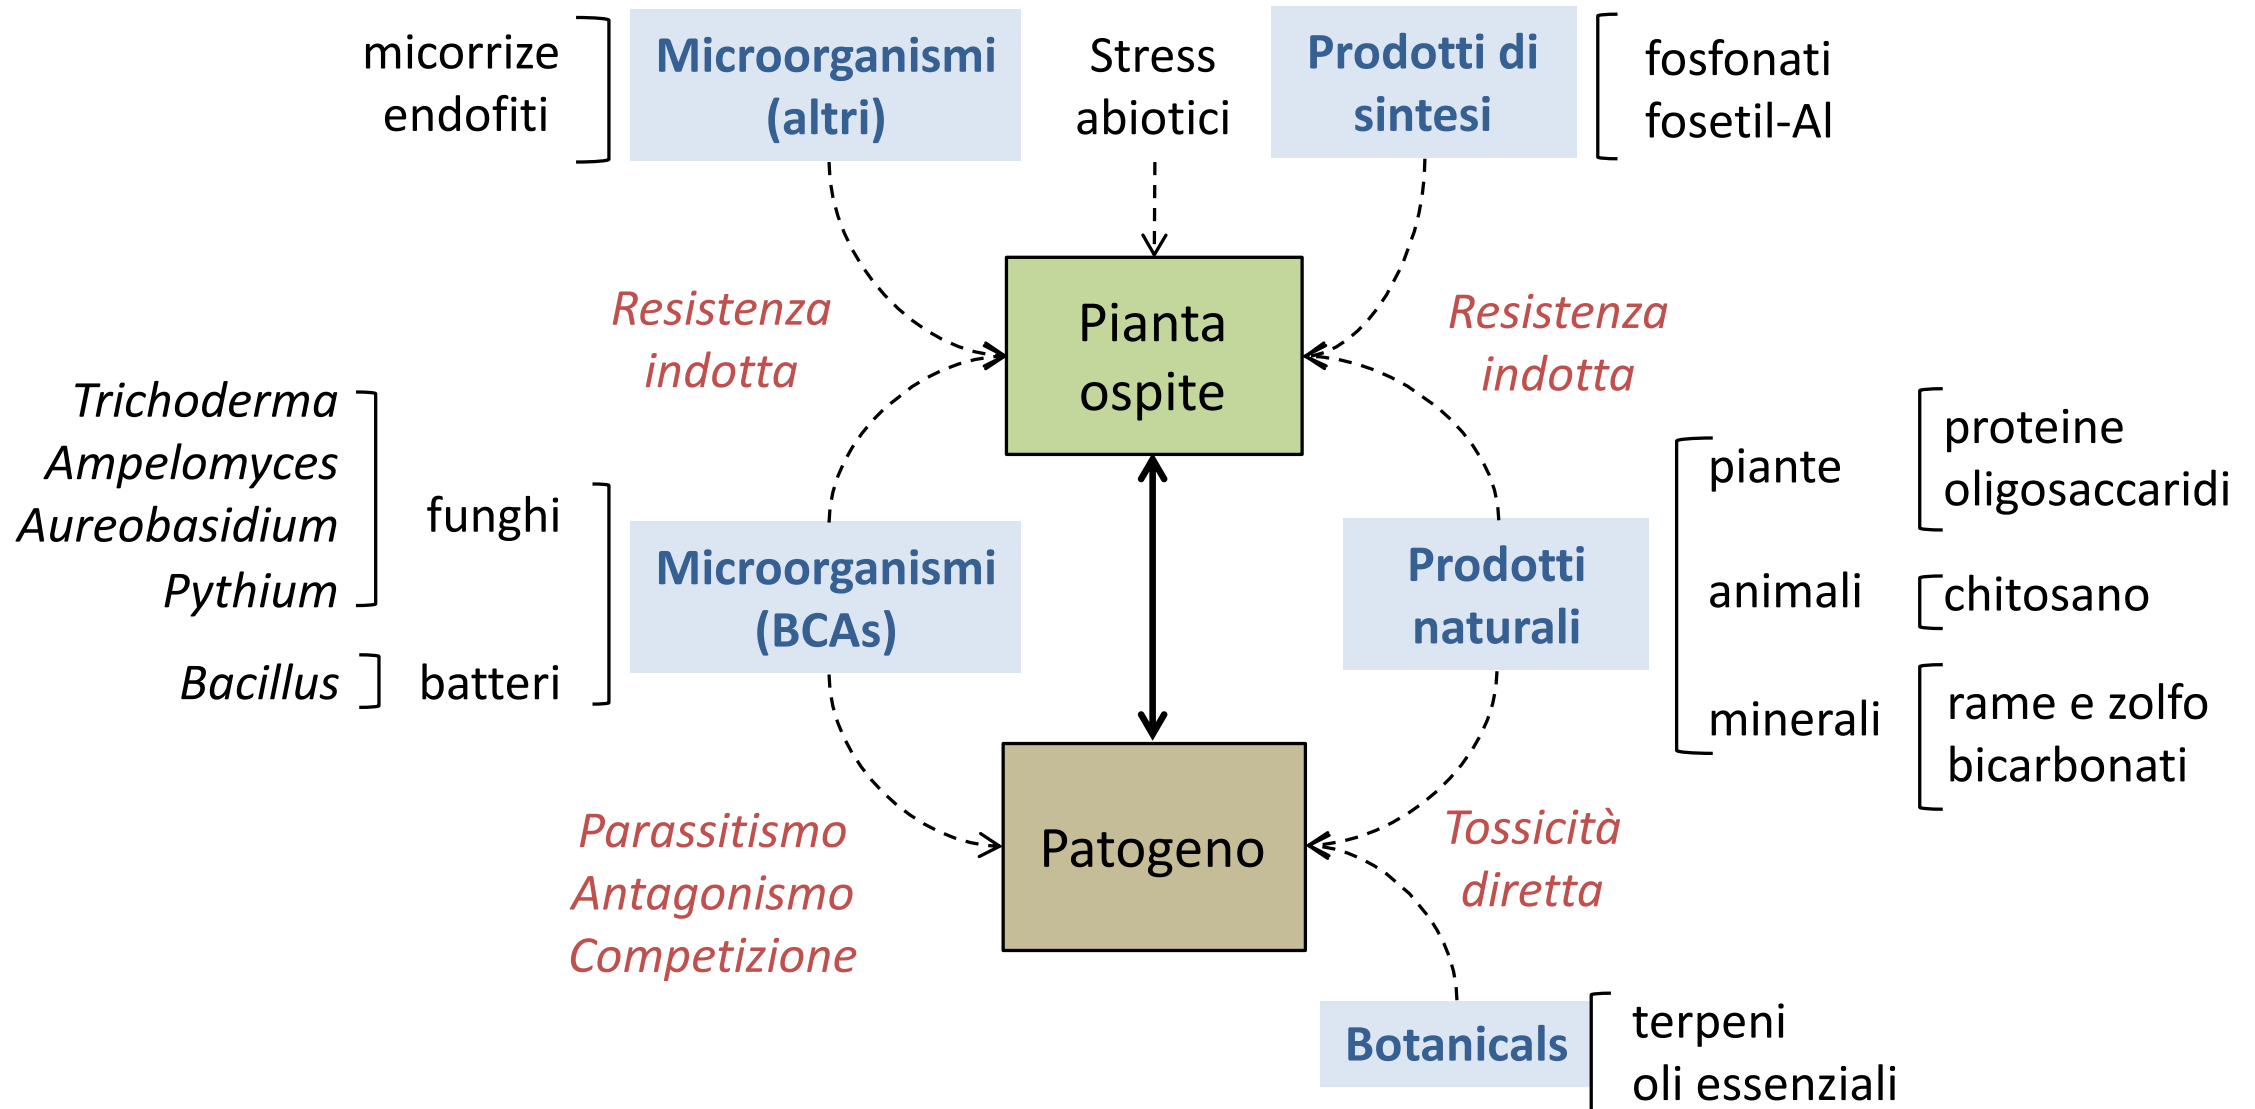 micorrize
endofiti
Microorganismi
(altri)
Stress
abiotici
Prodotti di
sintesi
fosfonati
fosetil-Al
Resistenza
indotta
Pianta
ospite
Resistenza
indotta
Trichoderma
Ampelomyces
Aureobasidium
Pythium
funghi
Bacillus
batteri
Microorganismi
(BCAs)
Prodotti
naturali
piante
proteine
oligosaccaridi
animali
chitosano
minerali
rame e zolfo
bicarbonati
Parassitismo
Antagonismo
Competizione
Patogeno
Tossicità
diretta
Botanicals
terpeni
oli essenziali